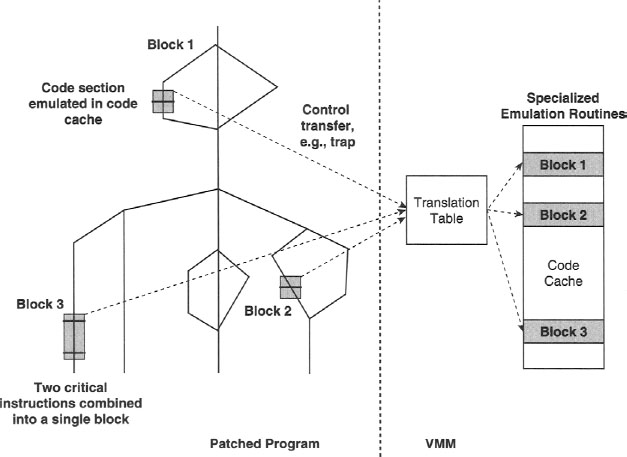 Block 1
Code section
emulated in code
cache
Control
transfer,
e.g., trap
Specialized
Emulation Routines
Block 1
Translation
Table
Block 2
Code
Cache
Block 3
Block 3
Block 2
Two critical
instructions combined
into a single block
Patched Program
VMM